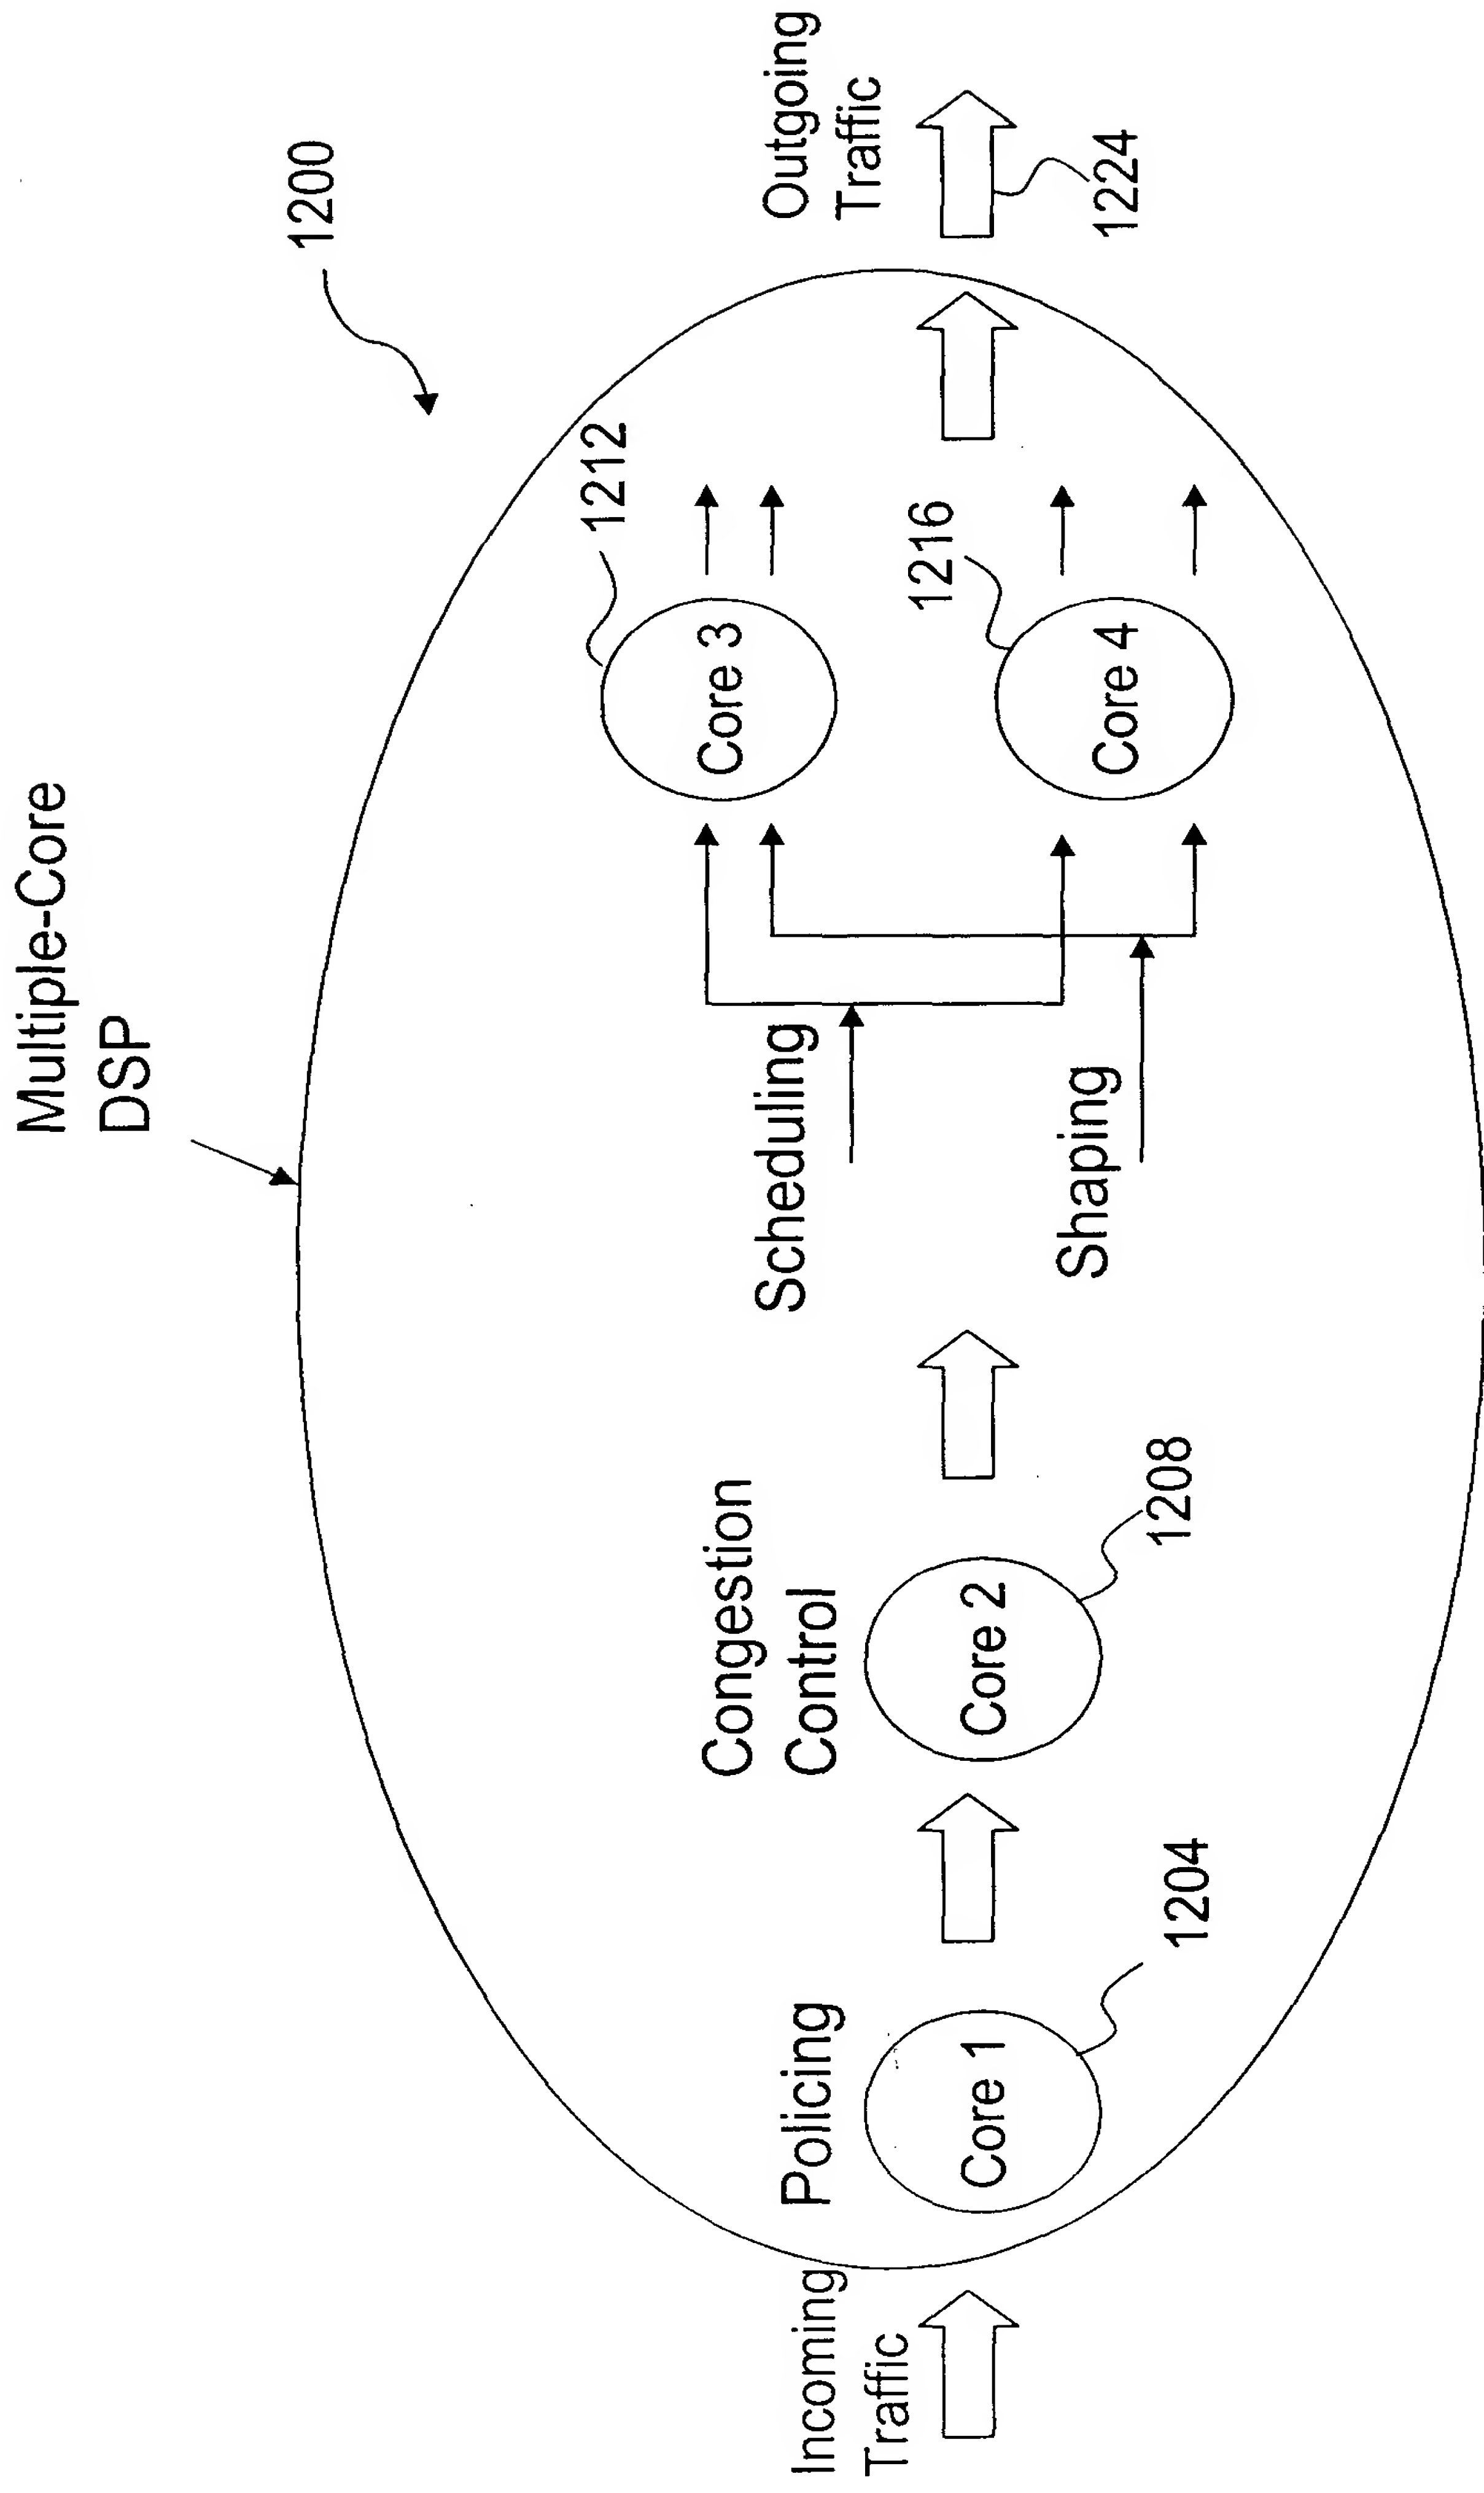 Multiple-Core
DSP
1200
Incoming
Traffic
Policing
Core 1
1204
Congestion
Control
Core 2
1208
Scheduling
Shaping
Core 3
1212
Core 4
1216
Outgoing
Traffic
1224